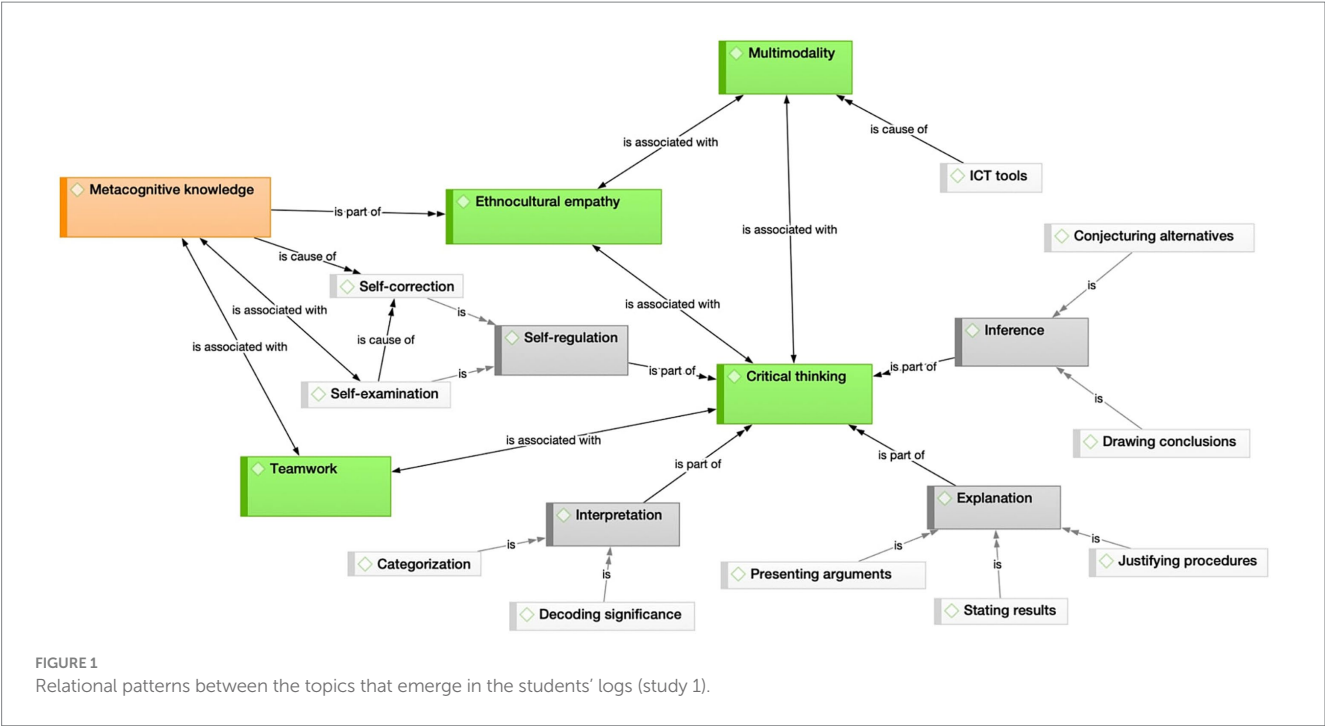 Multimodality
is cause of
is associated with
ICT tools
Metacognitive knowledge
Ethnocultural empathy
is part of
is associated with
Conjecturing alternatives
is cause of
Self-correction
is
is associated with
is associated with
is
Inference
is cause of
Self-regulation
is associated with
is part of
is part of
Critical thinking
is
Self-examination
is
Drawing conclusions
is associated with
Teamwork
is part of
is part of
Explanation
Interpretation
is
is
is
Justifying procedures
Categorization
is
Presenting arguments
is
Stating results
Decoding significance
FIGURE 1
Relational patterns between the topics that emerge in the students’ logs (study 1).